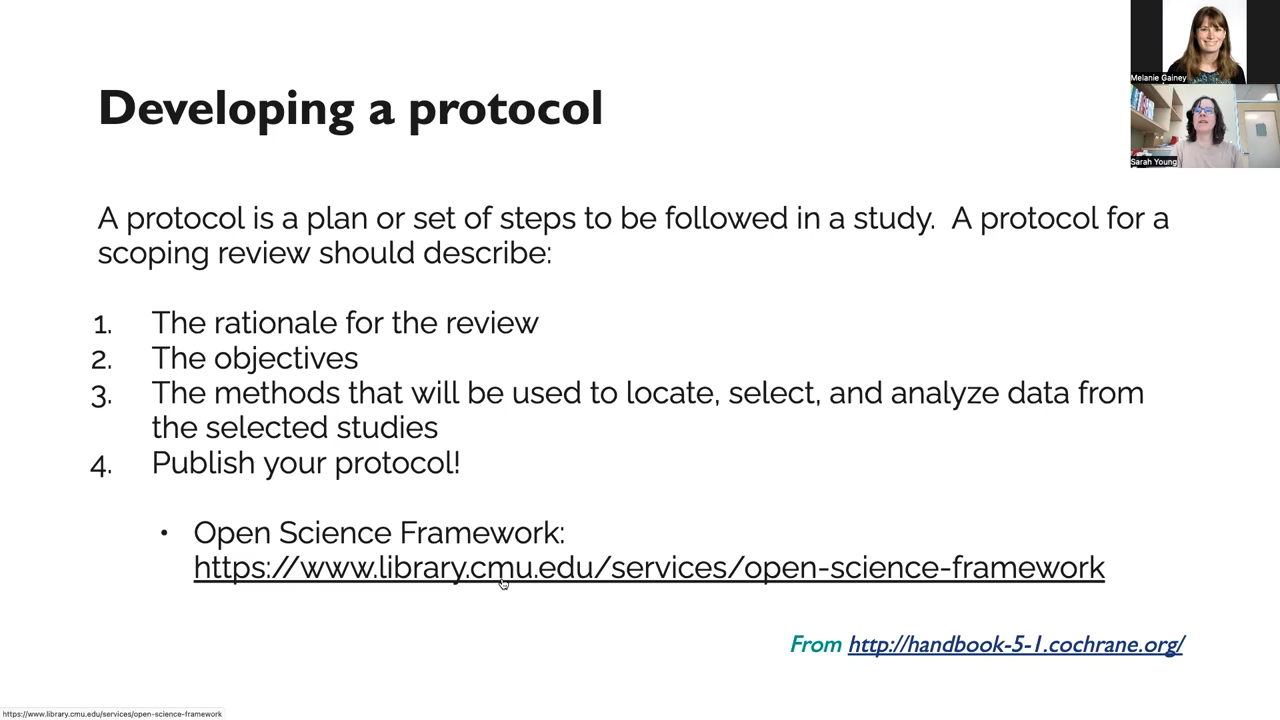 Melanie Gainey
Sarah Young
Developing a protocol
A protocol is a plan or set of steps to be followed in a study.  A protocol for a
scoping review should describe:
1. The rationale for the review
2. The objectives
3. The methods that will be used to locate, select, and analyze data from
the selected studies
4. Publish your protocol!
• Open Science Framework:
https://www.library.cmu.edu/services/open-science-framework
From http://handbook-5-1.cochrane.org/
https://www.library.cmu.edu/services/open-science-framework